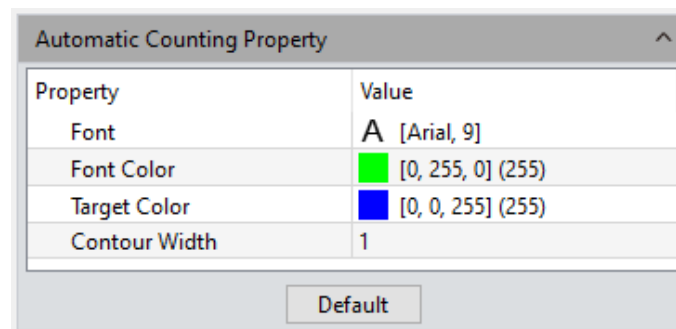 Automatic Counting Property
Property Value
Font A [Arial, 9]
Font Color [0, 255, 0] (255)
Target Color [0, 0, 255] (255)
Contour Width 1
Default